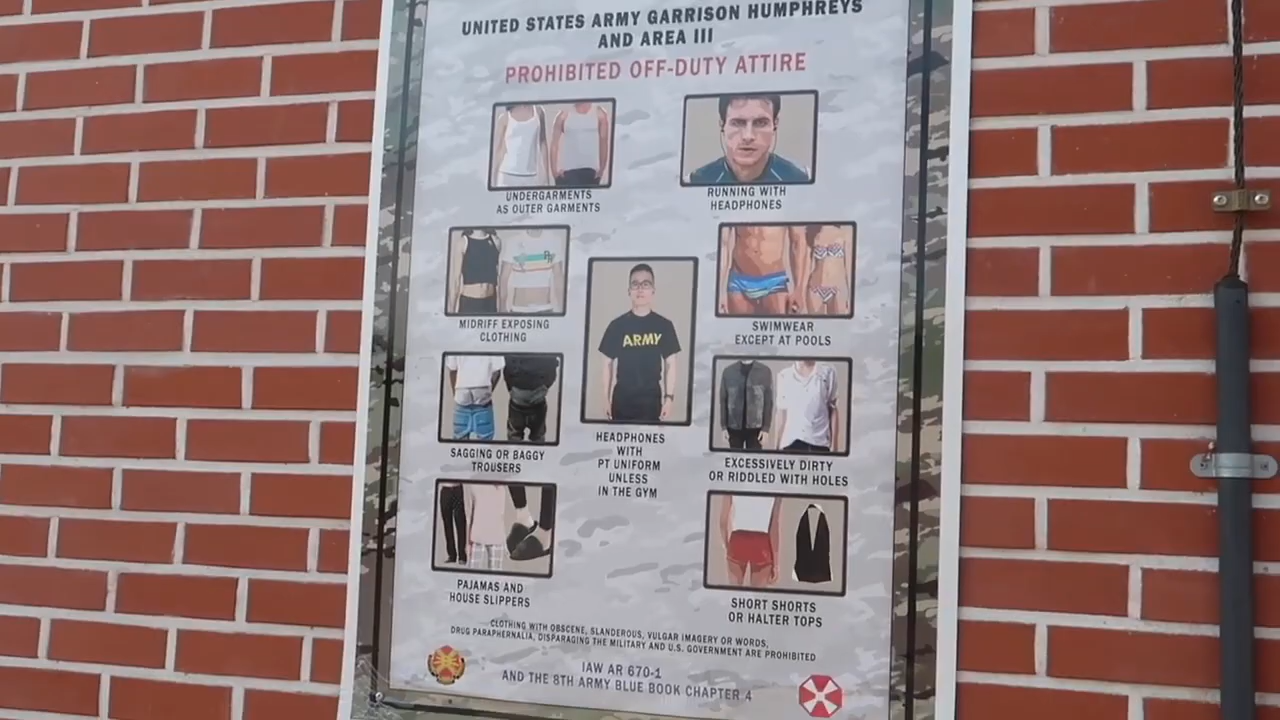 UNITED STATES ARMY GARRISON HUMPHREYS
AND AREA III
PROHIBITED OFF-DUTY ATTIRE
UNDERGARMENTS
AS OUTER GARMENTS
RUNNING WITH
HEADPHONES
MIDRIFF EXPOSING
CLOTHING
ARMY
SWIMWEAR
EXCEPT AT POOLS
SAGGING OR BAGGY
TROUSERS
HEADPHONES
WITH
PT UNIFORM
UNLESS
IN THE GYM
EXCESSIVELY DIRTY
OR RIDDLED WITH HOLES
PAJAMAS AND
HOUSE SLIPPERS
SHORT SHORTS
OR HALTER TOPS
CLOTHING WITH OBSCENE, SLANDEROUS, VULGAR IMAGERY OR WORDS,
DRUG PARAPHERNALIA, DISPARAGING THE MILITARY AND U.S. GOVERNMENT ARE PROHIBITED
IAW AR 670-1
AND THE 8TH ARMY BLUE BOOK CHAPTER 4